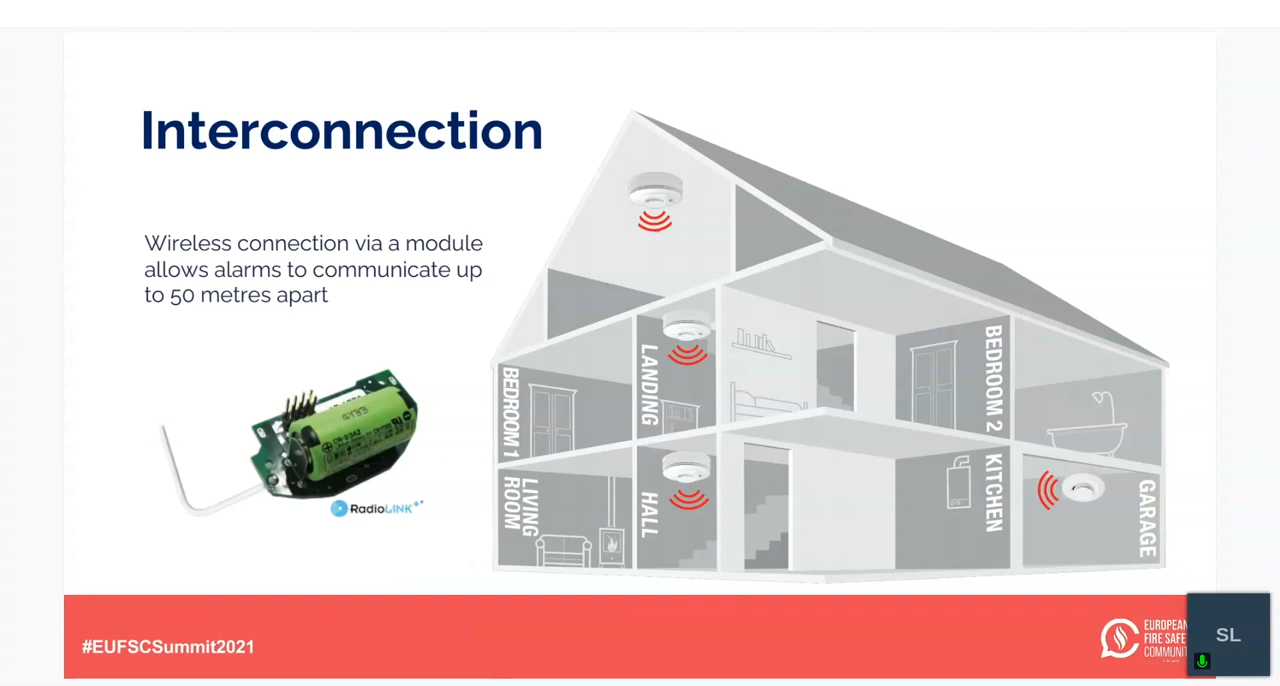 Interconnection
Wireless connection via a module
allows alarms to communicate up
to 50 metres apart
RadioLINK+
BEDROOM 1
LANDING
BEDROOM 2
LIVING
ROOM
HALL
KITCHEN
GARAGE
#EUFSCSummit2021
EUROPEAN
FIRE SAFE
COMMUNI
SL